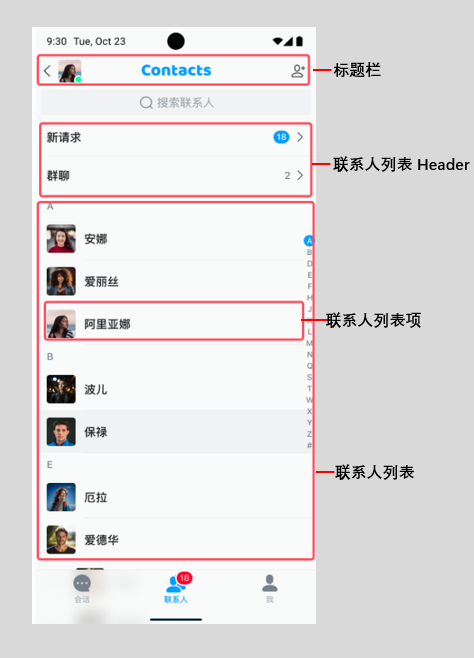 9:30 Tue, Oct 23
Contacts
标题栏
搜索联系人
新请求 18
联系人列表 Header
群聊 2
A
安娜
A
B
D
爱丽丝
E
F
H
J
阿里亚娜
联系人列表项
L
M
B
N
Q
S
波儿
T
W
X
保禄
Y
Z
#
E
联系人列表
厄拉
爱德华
18
会话
联系人
我